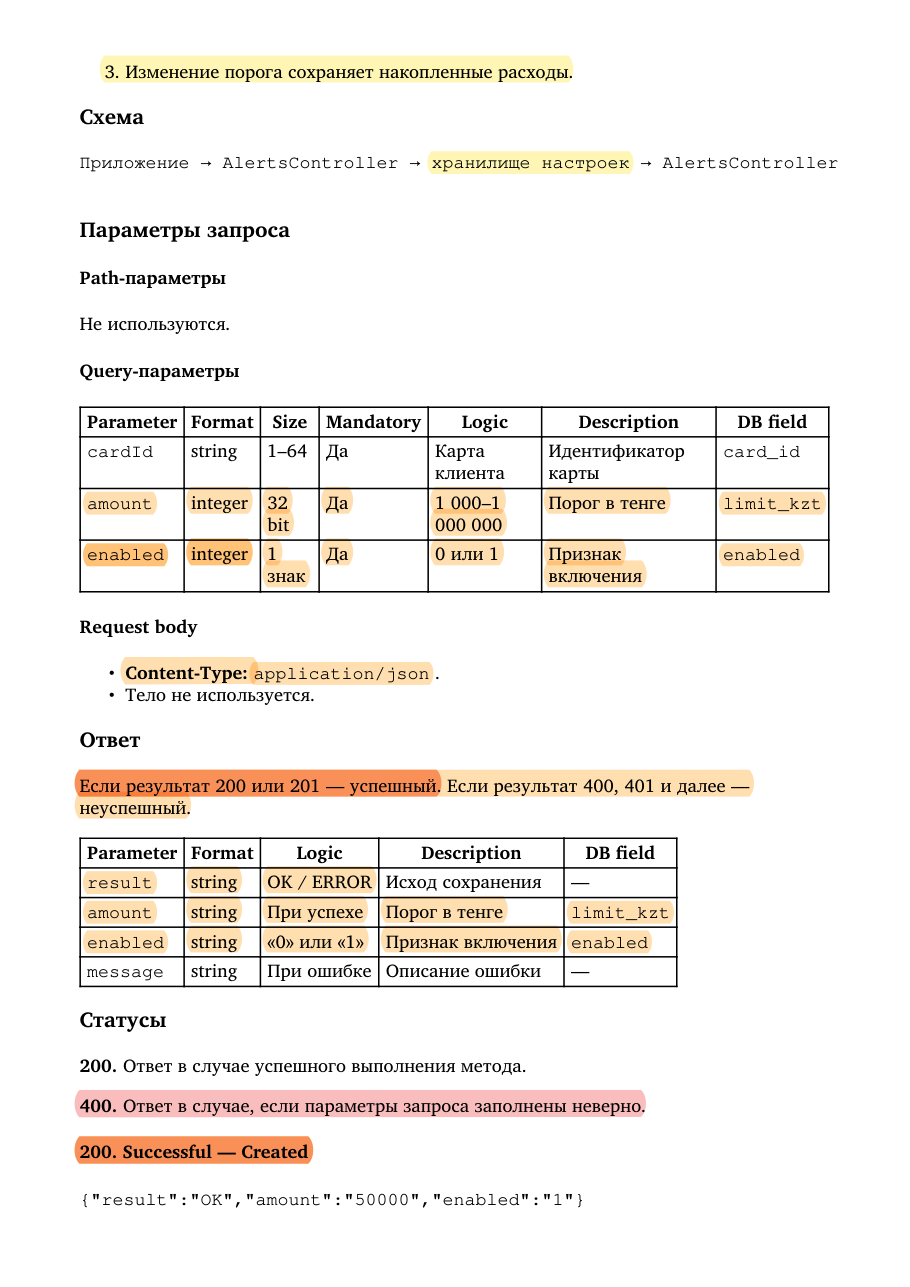 3. Изменение порога сохраняет накопленные расходы.
Схема
Приложение → AlertsController → хранилище настроек → AlertsController
Параметры запроса
Path-параметры
Не используются.
Query-параметры
Parameter Format Size Mandatory Logic Description DB field
cardId string 1–64 Да Карта клиента Идентификатор карты card_id
amount integer 32 bit Да 1 000–1 000 000 Порог в тенге limit_kzt
enabled integer 1 знак Да 0 или 1 Признак включения enabled
Request body
• Content-Type: application/json.
• Тело не используется.
Ответ
Если результат 200 или 201 — успешный. Если результат 400, 401 и далее —
неуспешный.
Parameter Format Logic Description DB field
result string OK / ERROR Исход сохранения —
amount string При успехе Порог в тенге limit_kzt
enabled string «0» или «1» Признак включения enabled
message string При ошибке Описание ошибки —
Статусы
200. Ответ в случае успешного выполнения метода.
400. Ответ в случае, если параметры запроса заполнены неверно.
200. Successful — Created
{"result":"OK","amount":"50000","enabled":"1"}